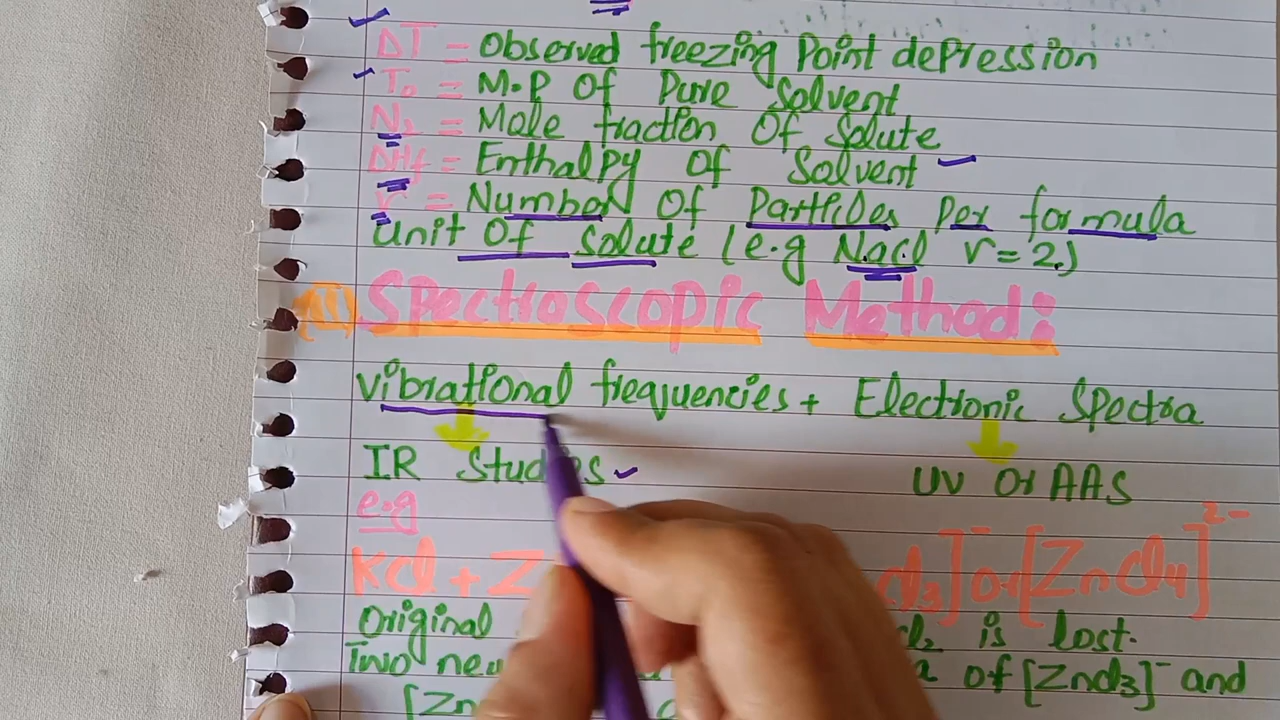 ΔT = Observed freezing Point depression
T₀ = M.P Of Pure Solvent
N₂ = Mole fraction Of Solute
ΔHf = Enthalpy Of Solvent
r = Number Of Particles Per formula
unit Of Solute (e.g Nacl r = 2)
(II) Spectroscopic Method:
Vibrational frequencies + Electronic Spectra
IR Studies UV Or AAS
e.g
KCl + Z Cl₃]⁻ or [ZnCl₄]²⁻
Original is lost.
Two new of [ZnCl₃]⁻ and
[Zn